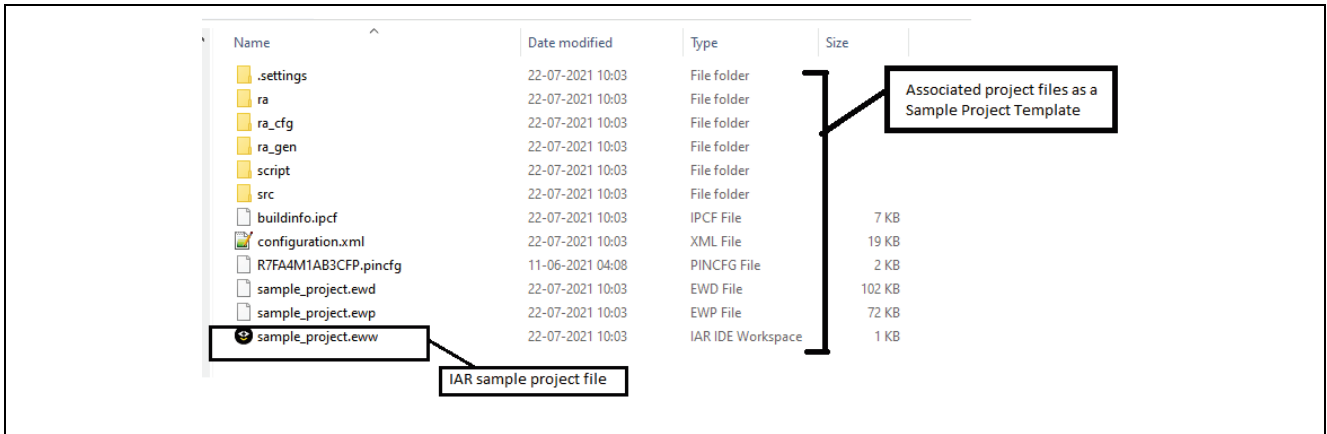 Name Date modified Type Size
.settings 22-07-2021 10:03 File folder
ra 22-07-2021 10:03 File folder
ra_cfg 22-07-2021 10:03 File folder
ra_gen 22-07-2021 10:03 File folder
script 22-07-2021 10:03 File folder
src 22-07-2021 10:03 File folder
buildinfo.ipcf 22-07-2021 10:03 IPCF File 7 KB
configuration.xml 22-07-2021 10:03 XML File 19 KB
R7FA4M1AB3CFP.pincfg 11-06-2021 04:08 PINCFG File 2 KB
sample_project.ewd 22-07-2021 10:03 EWD File 102 KB
sample_project.ewp 22-07-2021 10:03 EWP File 72 KB
sample_project.eww 22-07-2021 10:03 IAR IDE Workspace 1 KB
Associated project files as a
Sample Project Template
IAR sample project file